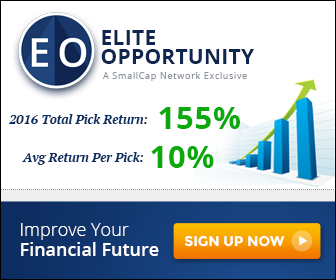 EO
ELITE
OPPORTUNITY
A SmallCap Network Exclusive
2016 Total Pick Return: 155%
Avg Return Per Pick: 10%
Improve Your
Financial Future
SIGN UP NOW